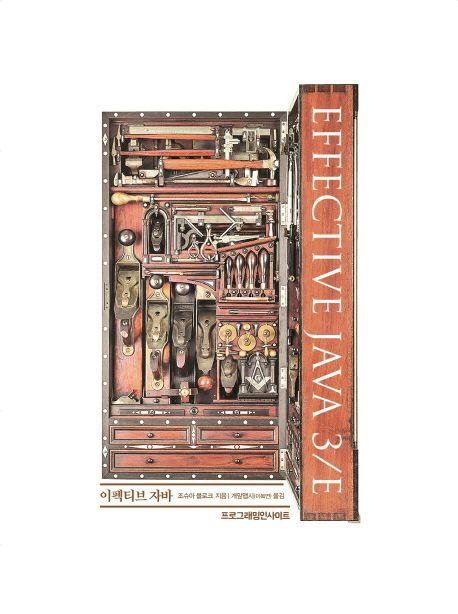 EFFECTIVE JAVA 3/E
이펙티브 자바 조슈아 블로크 지음 | 개앞맵시(이복연) 옮김
프로그래밍인사이트